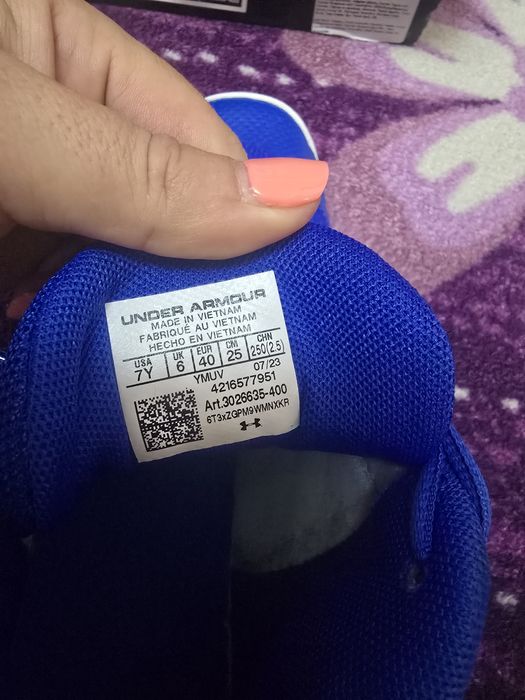 UNDER ARMOUR
MADE IN VIETNAM
FABRIQUÉ AU VIETNAM
HECHO EN VIETNAM
USA UK EUR CM CHN
7Y 6 40 25 250(2.5)
YMUV 07/23
4216577951
Art.3026635-400
6T3xZGPM9WMNXKR